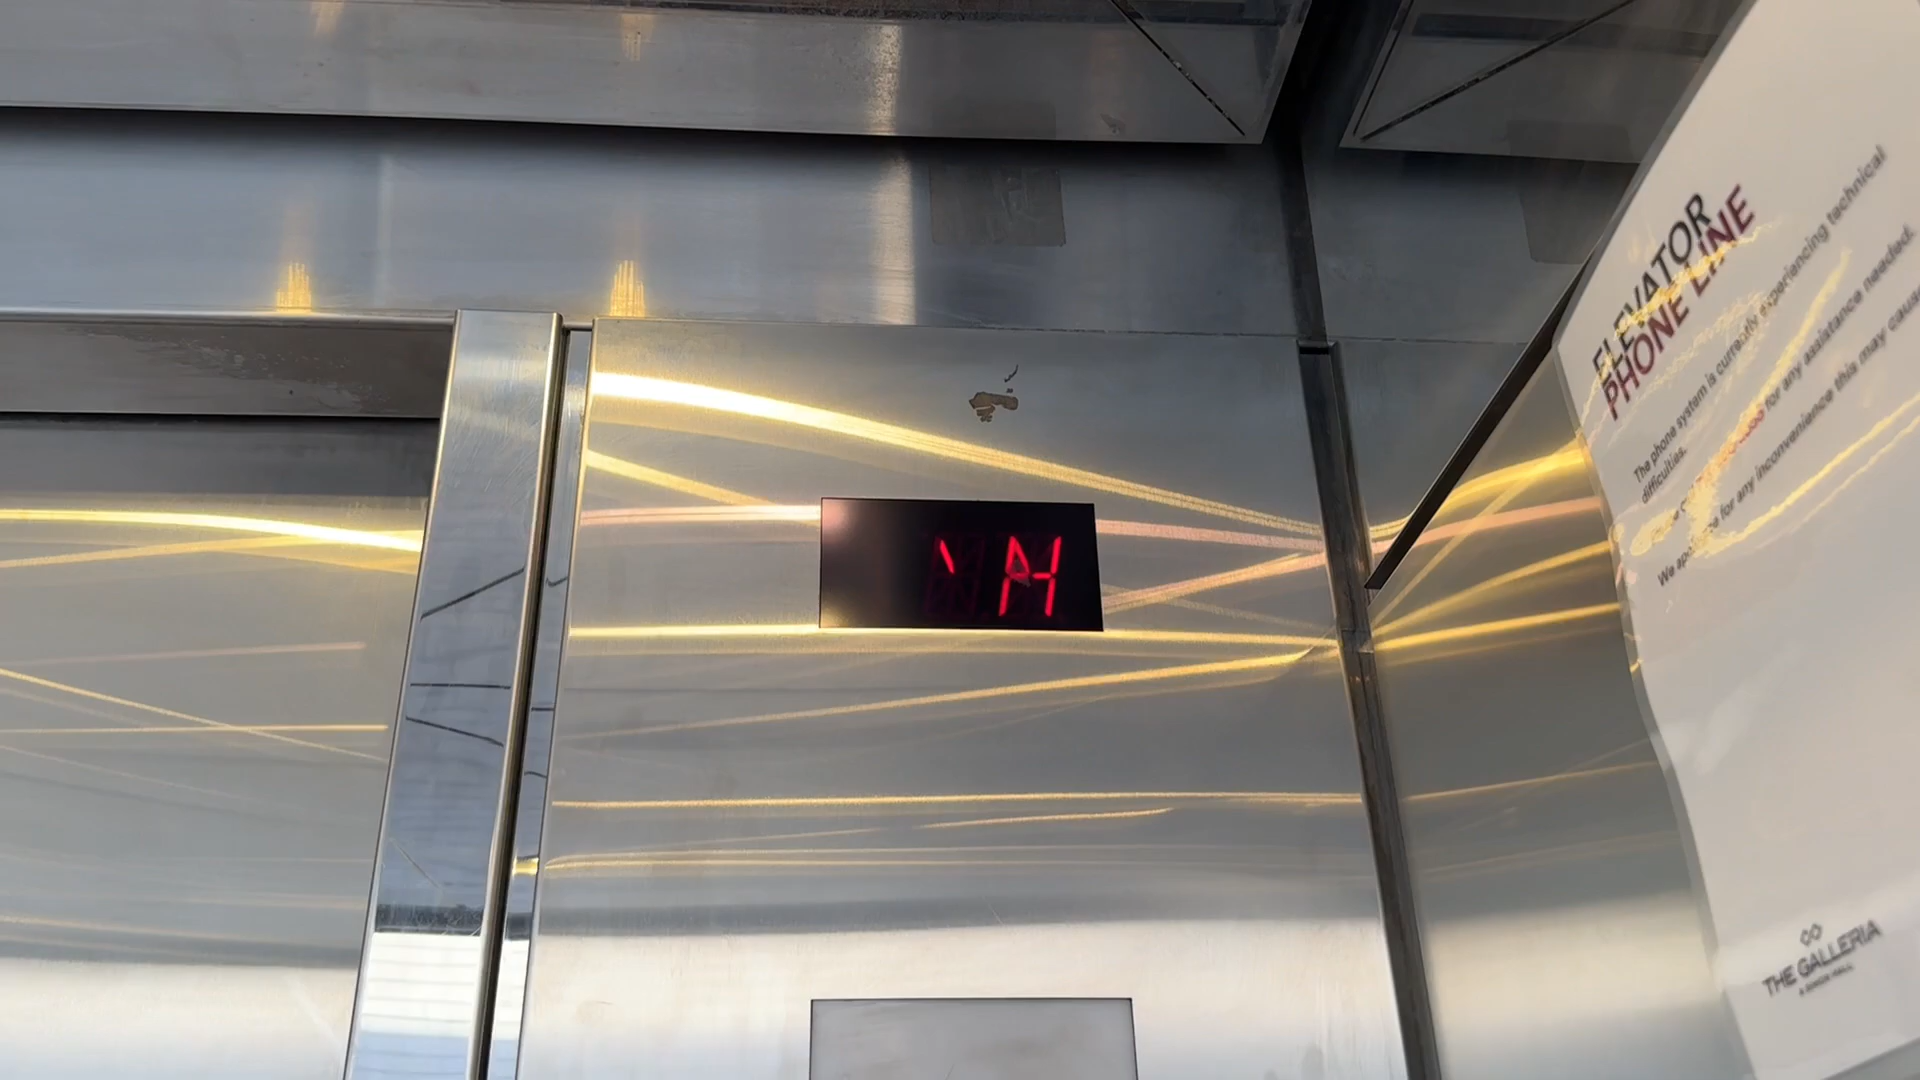 ELEVATOR
PHONE LINE
The phone system is currently experiencing technical
difficulties.
for any assistance needed.
We for any inconvenience this may cause
THE GALLERIA